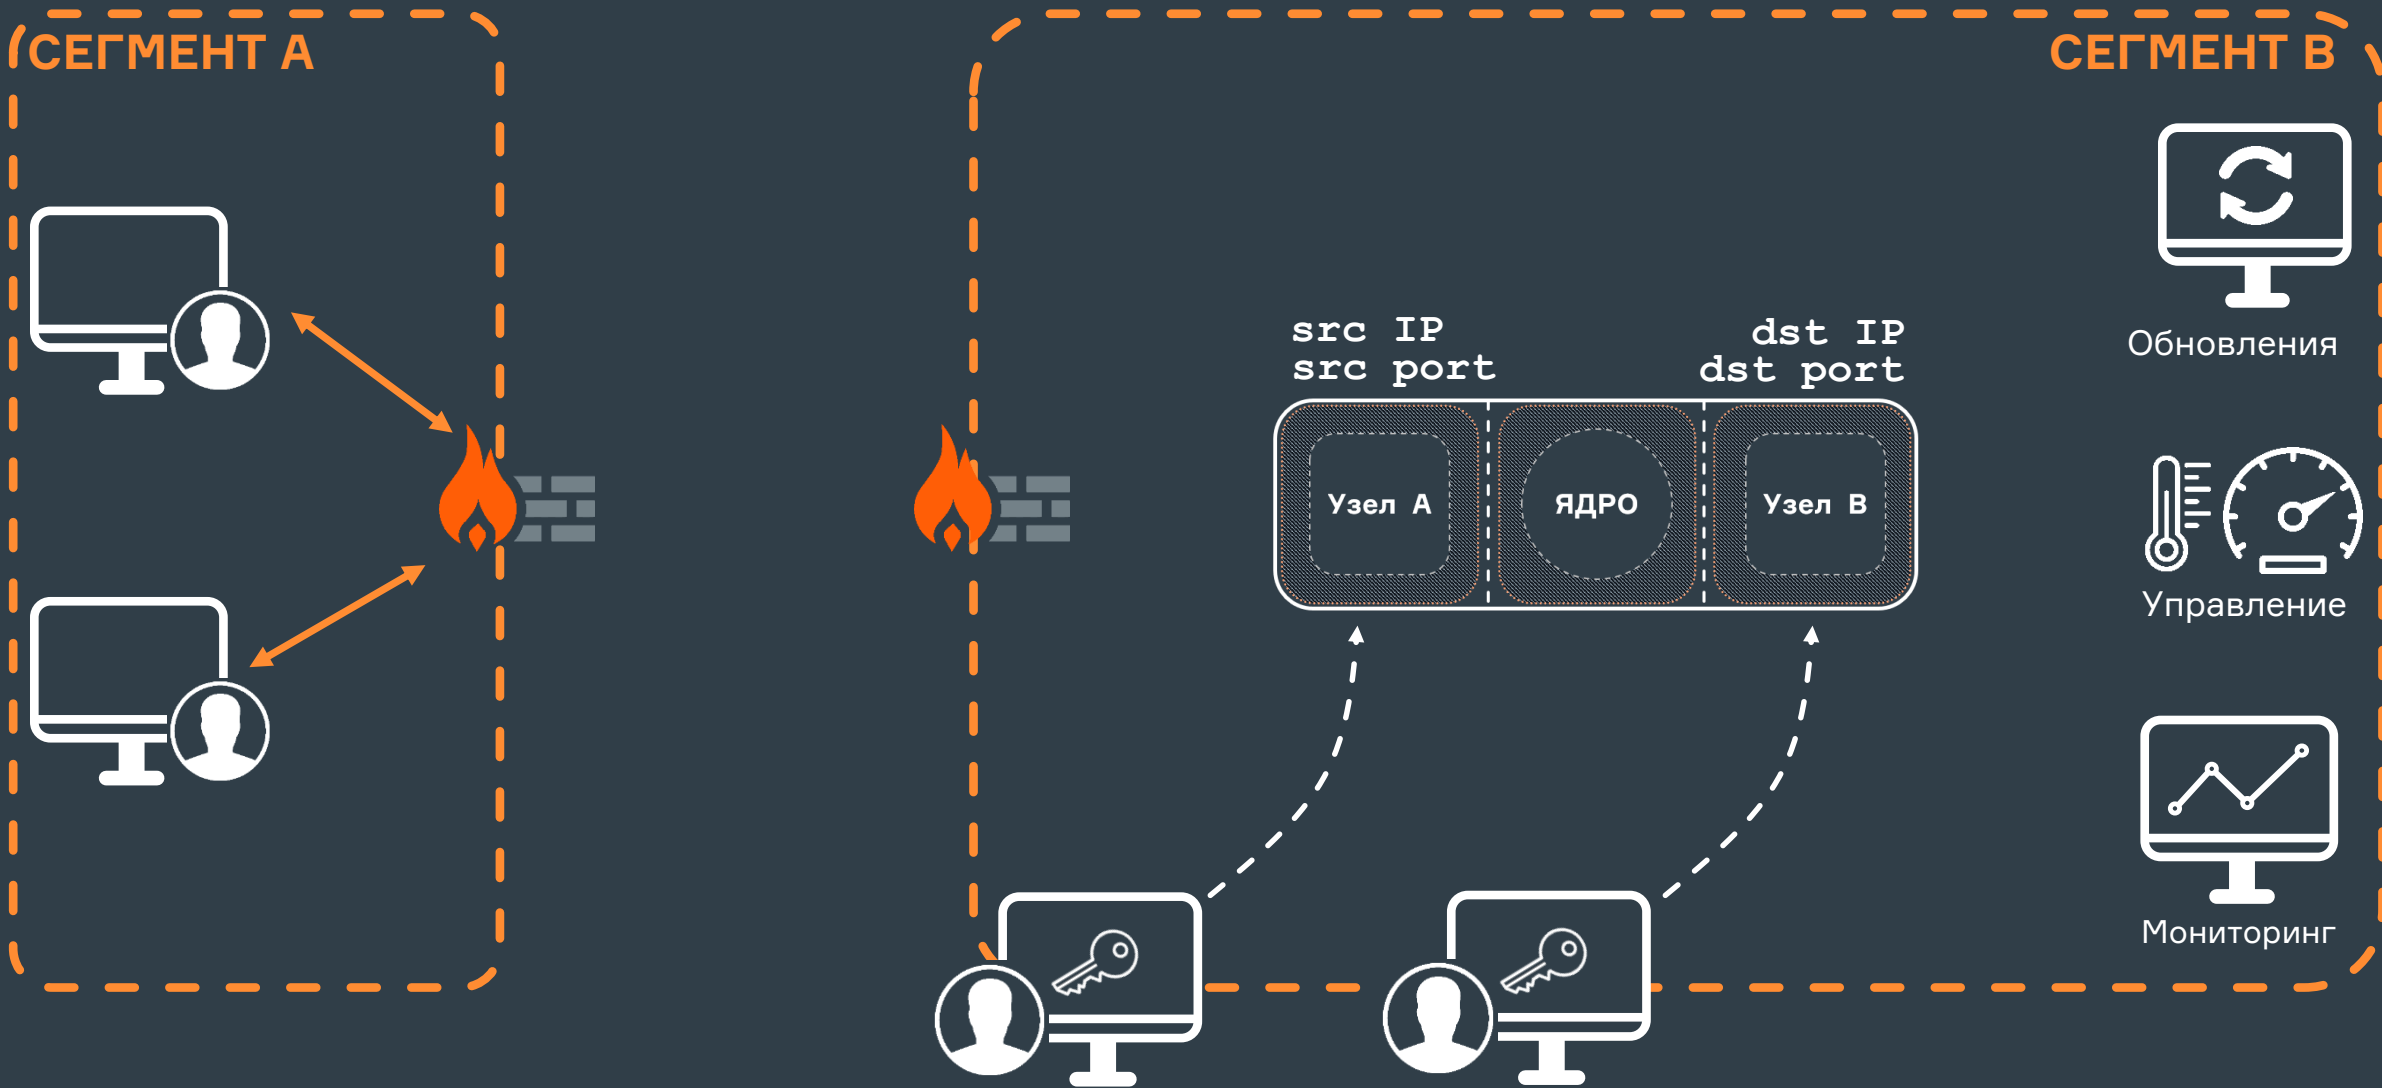 СЕГМЕНТ А
СЕГМЕНТ В
src IP
src port
dst IP
dst port
Узел А
ЯДРО
Узел В
Обновления
Управление
Мониторинг